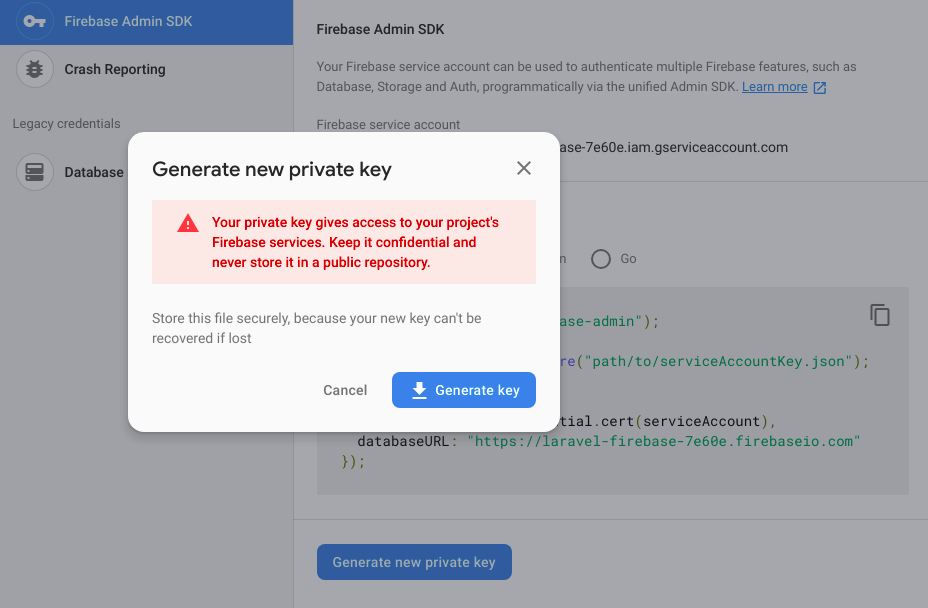 Firebase Admin SDK
Crash Reporting
Legacy credentials
Database
Firebase Admin SDK
Your Firebase service account can be used to authenticate multiple Firebase features, such as
Database, Storage and Auth, programmatically via the unified Admin SDK. Learn more
Firebase service account
ase-7e60e.iam.gserviceaccount.com
Generate new private key
Your private key gives access to your project's
Firebase services. Keep it confidential and
never store it in a public repository.
Store this file securely, because your new key can't be
recovered if lost
Cancel
Generate key
n
Go
ase-admin");
re("path/to/serviceAccountKey.json");
tial.cert(serviceAccount),
databaseURL: "https://laravel-firebase-7e60e.firebaseio.com"
});
Generate new private key